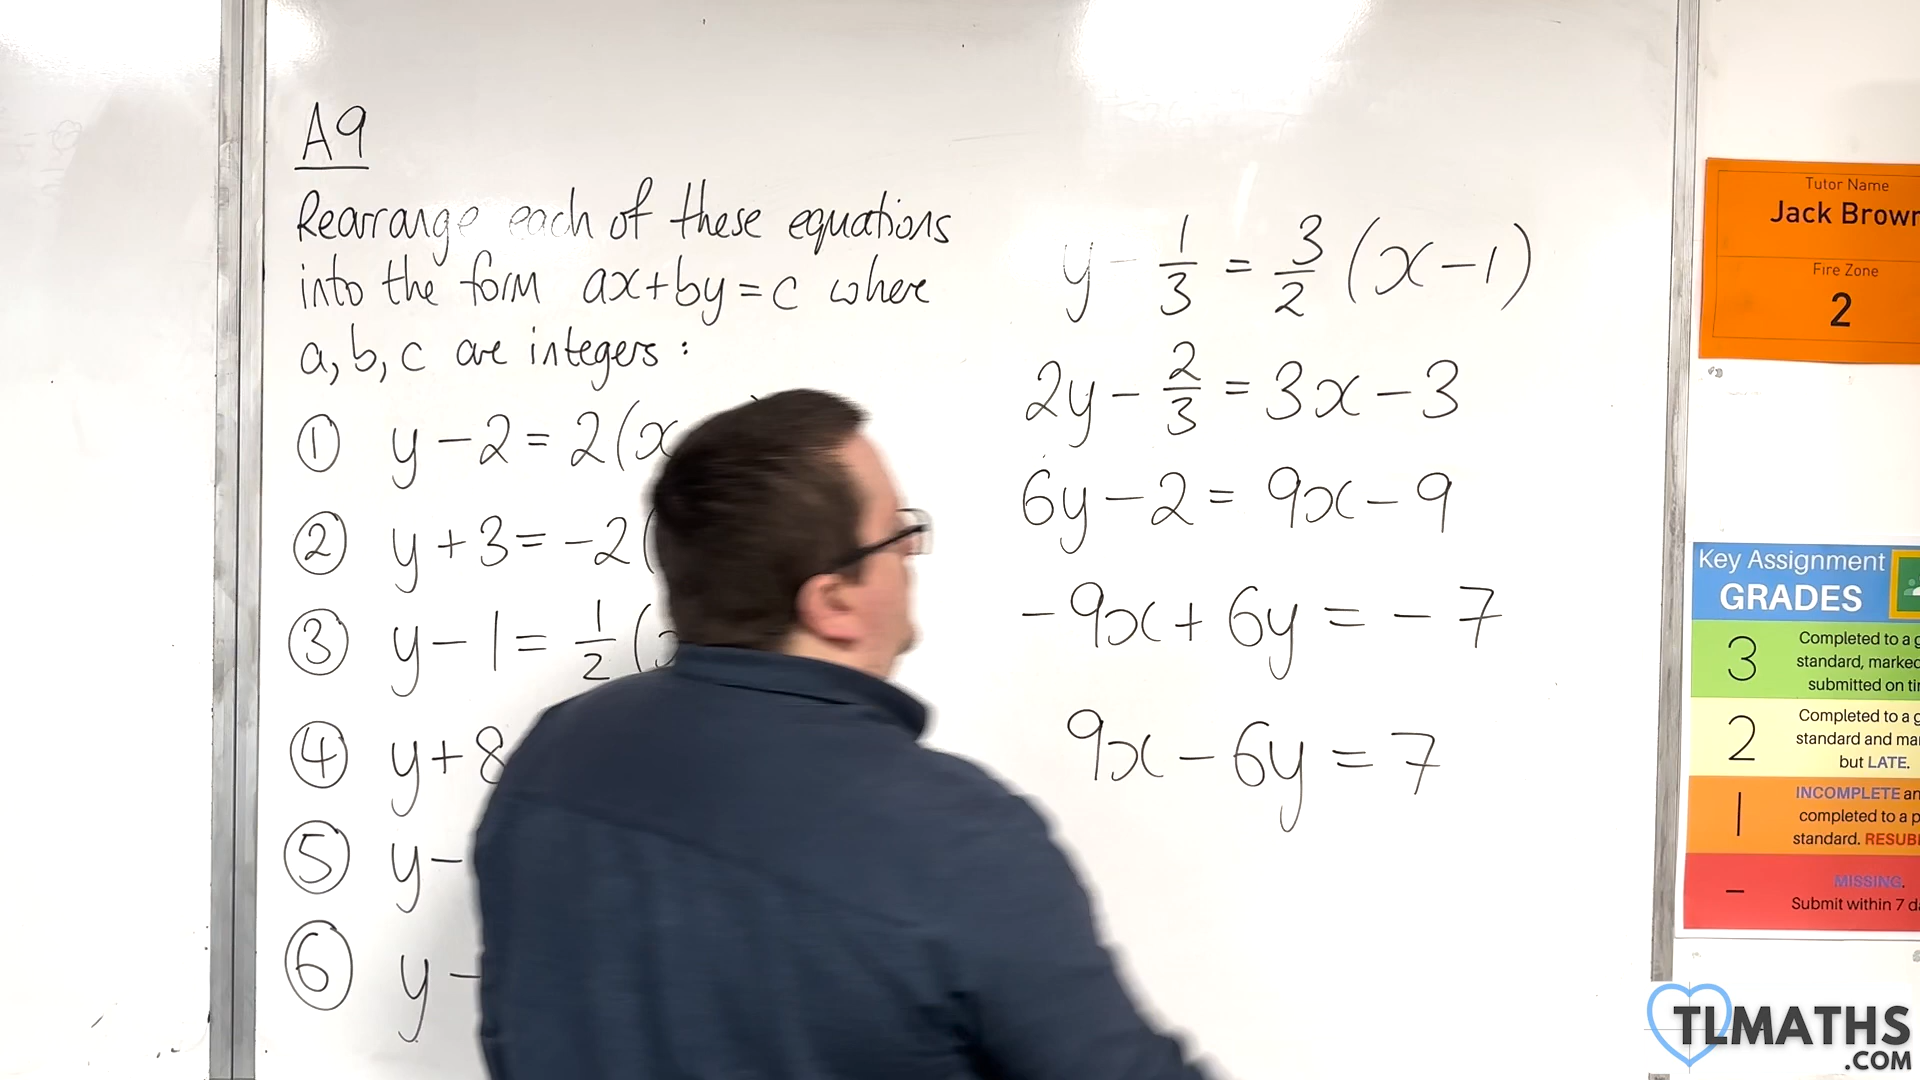 A9
Rearrange each of these equations
into the form ax+by=c where
a, b, c are integers :
① y-2=2(x
② y+3=-2(
③ y-1=1/2(x
④ y+8
⑤ y-
⑥ y-
y-1/3=3/2(x-1)
2y-2/3=3x-3
6y-2=9x-9
-9x+6y=-7
9x-6y=7
Tutor Name
Jack Brown
Fire Zone
2
Key Assignment
GRADES
3
Completed to a g
standard, marked
submitted on ti
2
Completed to a g
standard and ma
but LATE.
1
INCOMPLETE an
completed to a p
standard. RESUB
-
MISSING.
Submit within 7 d
TLMATHS
.COM